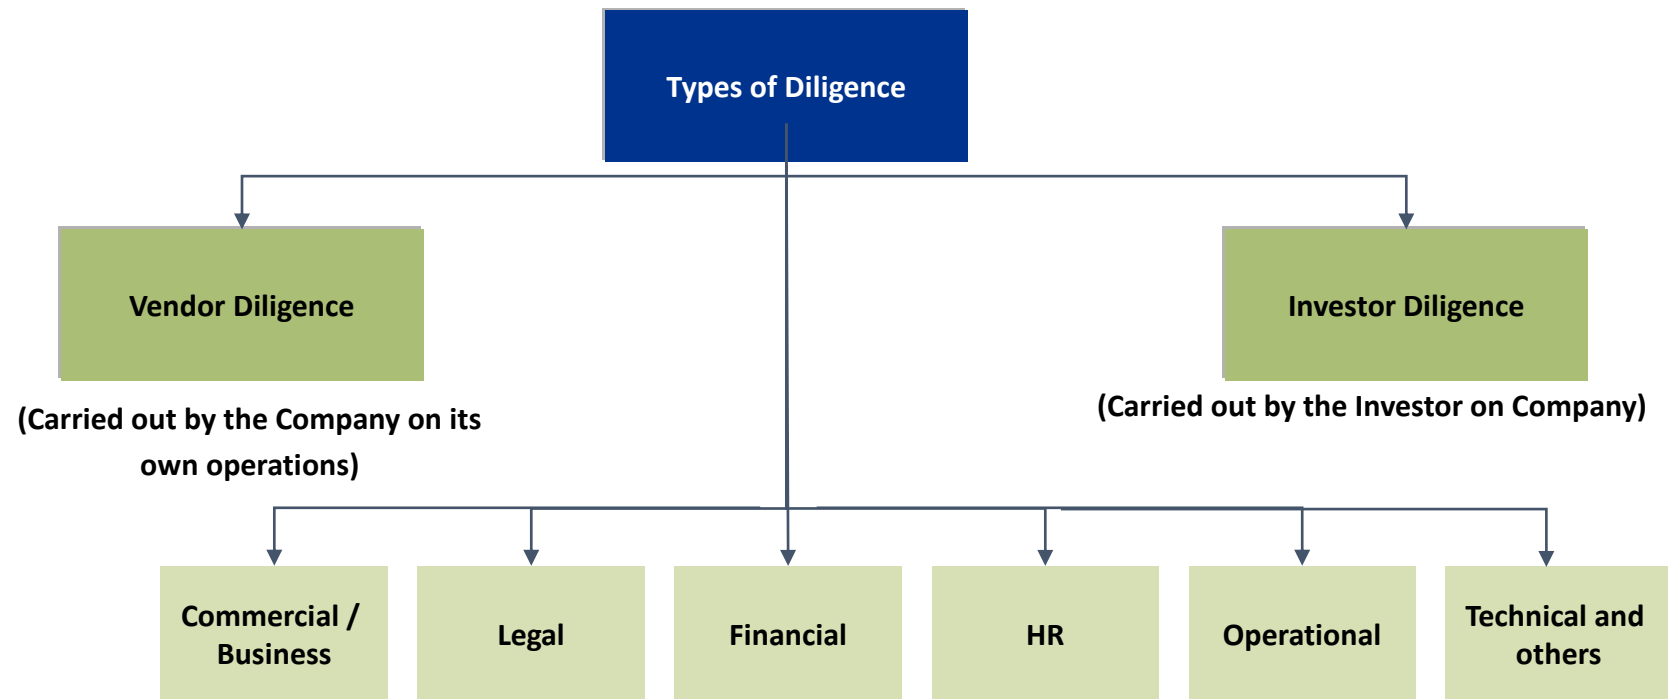 Types of Diligence
Vendor Diligence
Investor Diligence
(Carried out by the Company on its
own operations)
(Carried out by the Investor on Company)
Commercial /
Business
Legal
Financial
HR
Operational
Technical and
others